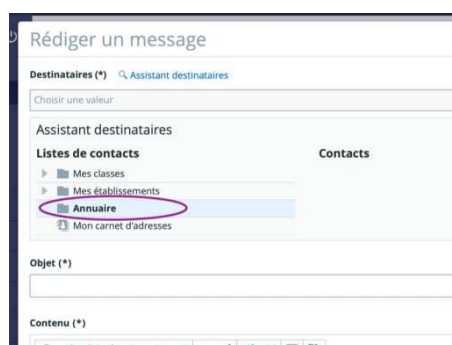 Rédiger un message
Destinataires (*) Assistant destinataires
Choisir une valeur
Assistant destinataires
Listes de contacts Contacts
Mes classes
Mes établissements
Annuaire
Mon carnet d'adresses
Objet (*)
Contenu (*)